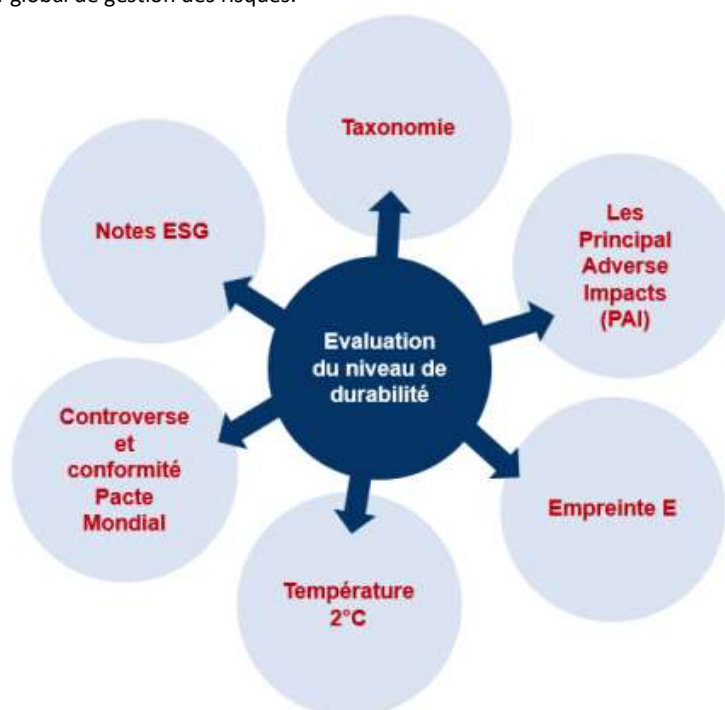 global de gestion des risques.
Taxonomie
Les
Principal
Adverse
Impacts
(PAI)
Notes ESG
Evaluation
du niveau de
durabilité
Controverse
et
conformité
Pacte
Mondial
Empreinte E
Température
2°C